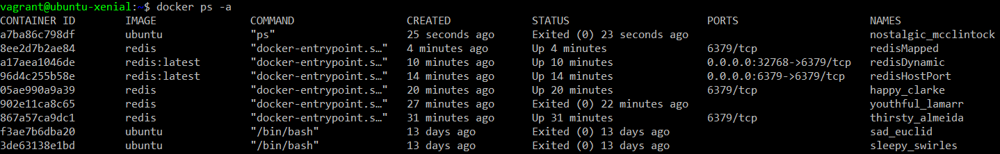 vagrant@ubuntu-xenial:~$ docker ps -a
CONTAINER ID        IMAGE               COMMAND                  CREATED             STATUS                      PORTS                     NAMES
a7ba86c798df        ubuntu              "ps"                     25 seconds ago      Exited (0) 23 seconds ago                             nostalgic_mcclintock
8ee2d7b2ae84        redis               "docker-entrypoint.s…"   4 minutes ago       Up 4 minutes                6379/tcp                  redisMapped
a17aea1046de        redis:latest        "docker-entrypoint.s…"   10 minutes ago      Up 10 minutes               0.0.0.0:32768->6379/tcp   redisDynamic
96d4c255b58e        redis:latest        "docker-entrypoint.s…"   14 minutes ago      Up 14 minutes               0.0.0.0:6379->6379/tcp    redisHostPort
05ae990a9a39        redis               "docker-entrypoint.s…"   20 minutes ago      Up 20 minutes               6379/tcp                  happy_clarke
902e11ca8c65        redis               "docker-entrypoint.s…"   27 minutes ago      Exited (0) 22 minutes ago                             youthful_lamarr
867a57ca9dc1        redis               "docker-entrypoint.s…"   31 minutes ago      Up 31 minutes               6379/tcp                  thirsty_almeida
f3ae7b6dba20        ubuntu              "/bin/bash"              13 days ago         Exited (0) 13 days ago                                sad_euclid
3de63138e1bd        ubuntu              "/bin/bash"              13 days ago         Exited (0) 13 days ago                                sleepy_swirles